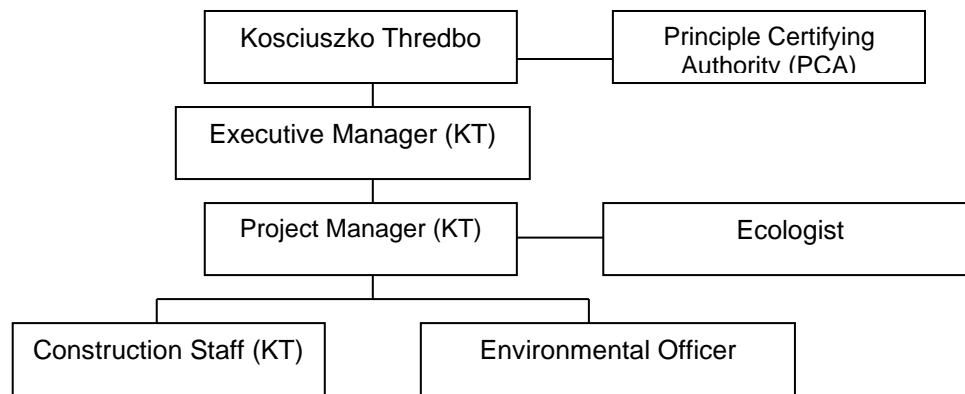 Kosciuszko Thredbo
Principle Certifying
Authority (PCA)
Executive Manager (KT)
Project Manager (KT)
Ecologist
Construction Staff (KT)
Environmental Officer